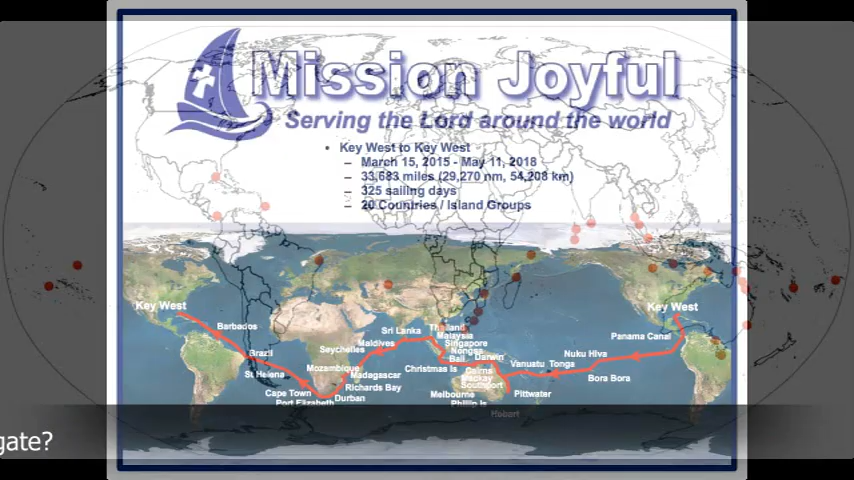 Mission Joyful
Serving the Lord around the world
• Key West to Key West
– March 15, 2015 - May 11, 2018
– 33,683 miles (29,270 nm, 54,208 km)
– 325 sailing days
– 20 Countries / Island Groups
Key West
Key West
Barbados
Brazil
St Helena
Cape Town
Port Elizabeth
Durban
Richards Bay
Madagascar
Mozambique
Seychelles
Maldives
Sri Lanka
Thailand
Malaysia
Singapore
Nongsa
Bali
Christmas Is
Darwin
Cairns
Mackay
Southport
Melbourne
Phillip Is
Hobart
Pittwater
Vanuatu
Tonga
Nuku Hiva
Bora Bora
Panama Canal
gate?